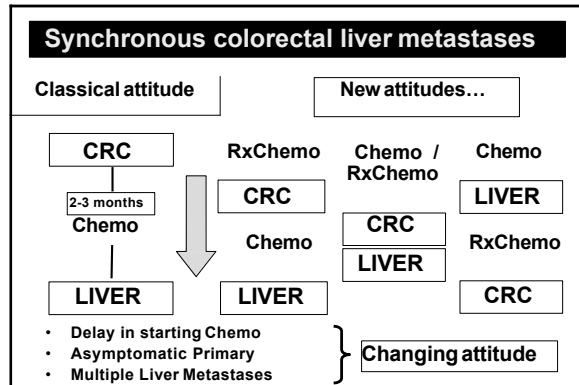 Synchronous colorectal liver metastases
Classical attitude
New attitudes…
CRC
2-3 months
Chemo
LIVER
RxChemo
CRC
Chemo
LIVER
Chemo /
RxChemo
CRC
LIVER
Chemo
LIVER
RxChemo
CRC
• Delay in starting Chemo
• Asymptomatic Primary
• Multiple Liver Metastases
Changing attitude